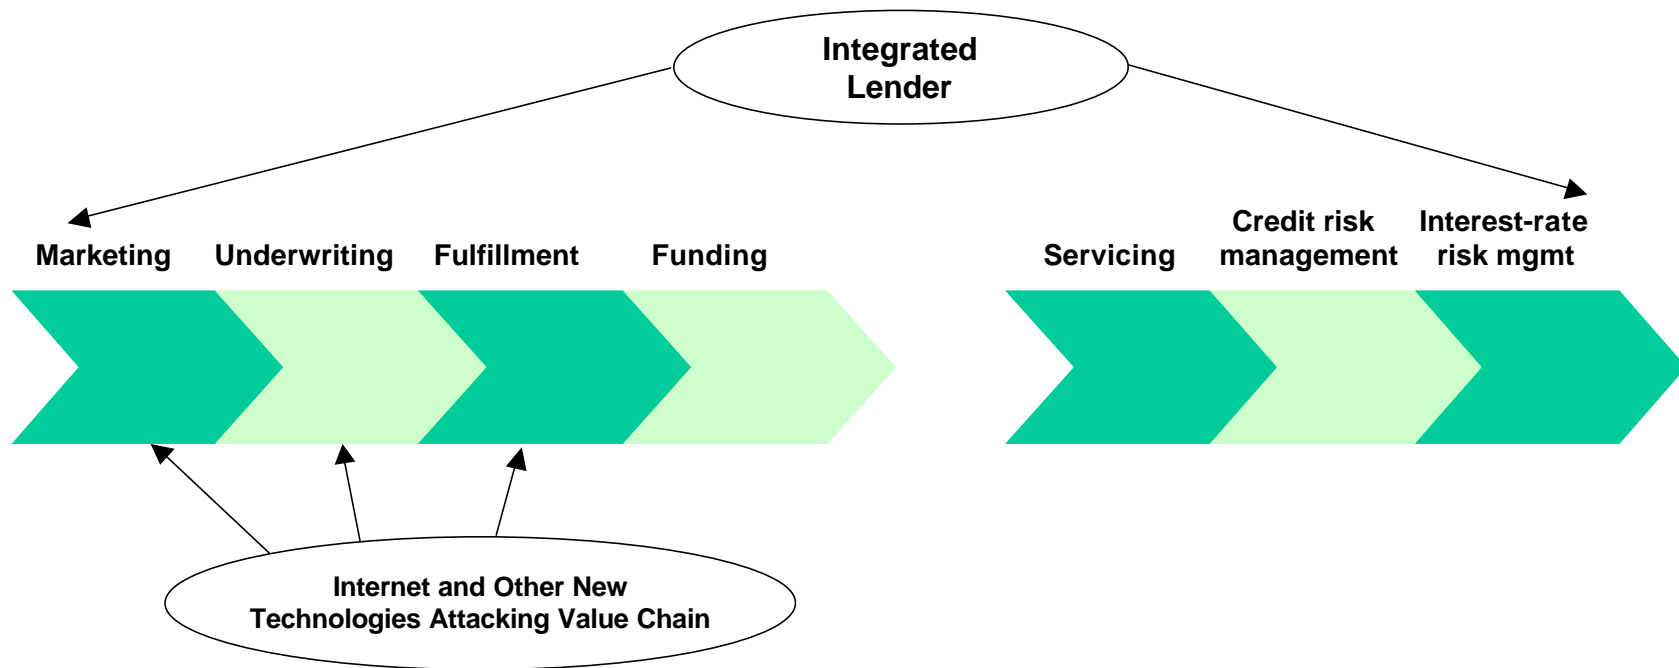 Integrated
Lender
Marketing
Underwriting
Fulfillment
Funding
Servicing
Credit risk
management
Interest-rate
risk mgmt
Internet and Other New
Technologies Attacking Value Chain